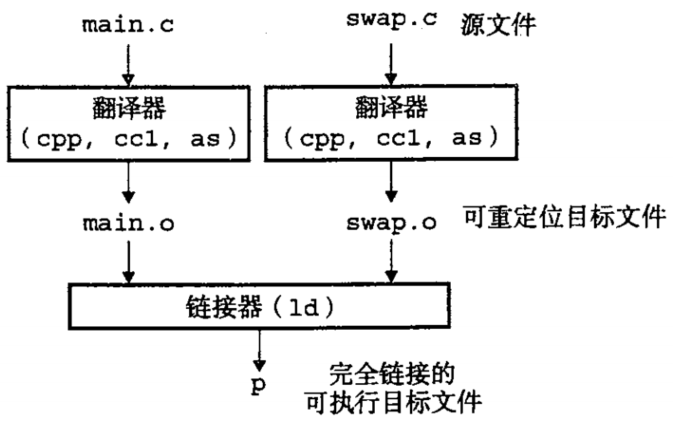 main.c swap.c 源文件
翻译器 翻译器
(cpp, cc1, as) (cpp, cc1, as)
main.o swap.o 可重定位目标文件
链接器(ld)
p 完全链接的
可执行目标文件